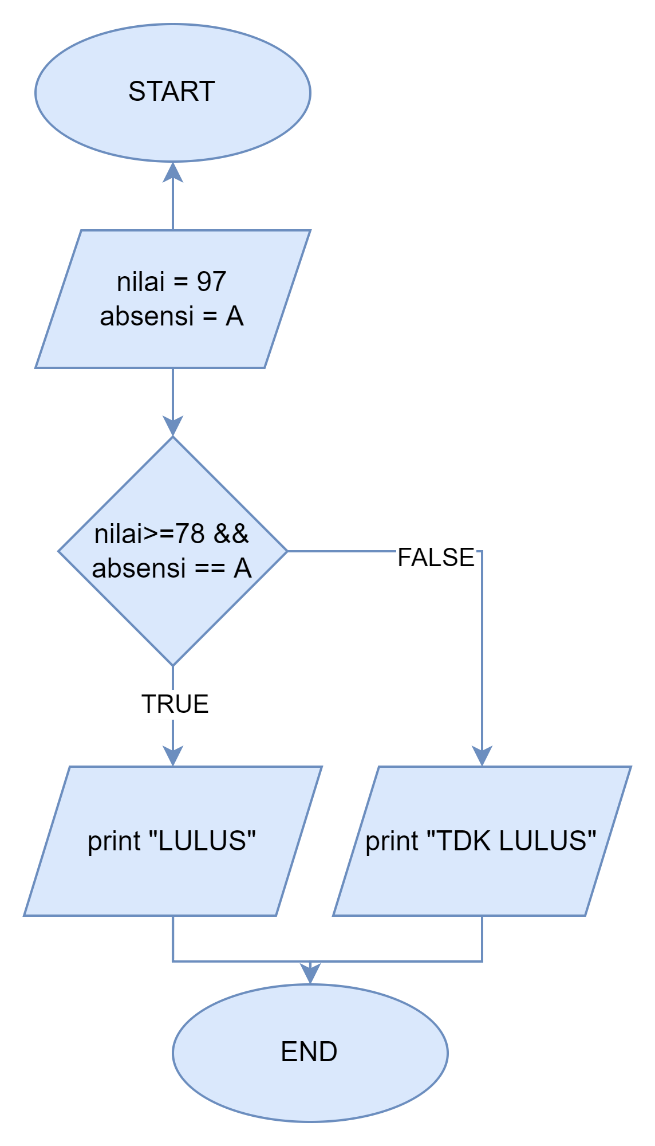 START
nilai = 97
absensi = A
nilai>=78 &&
absensi == A
FALSE
TRUE
print "LULUS"
print "TDK LULUS"
END